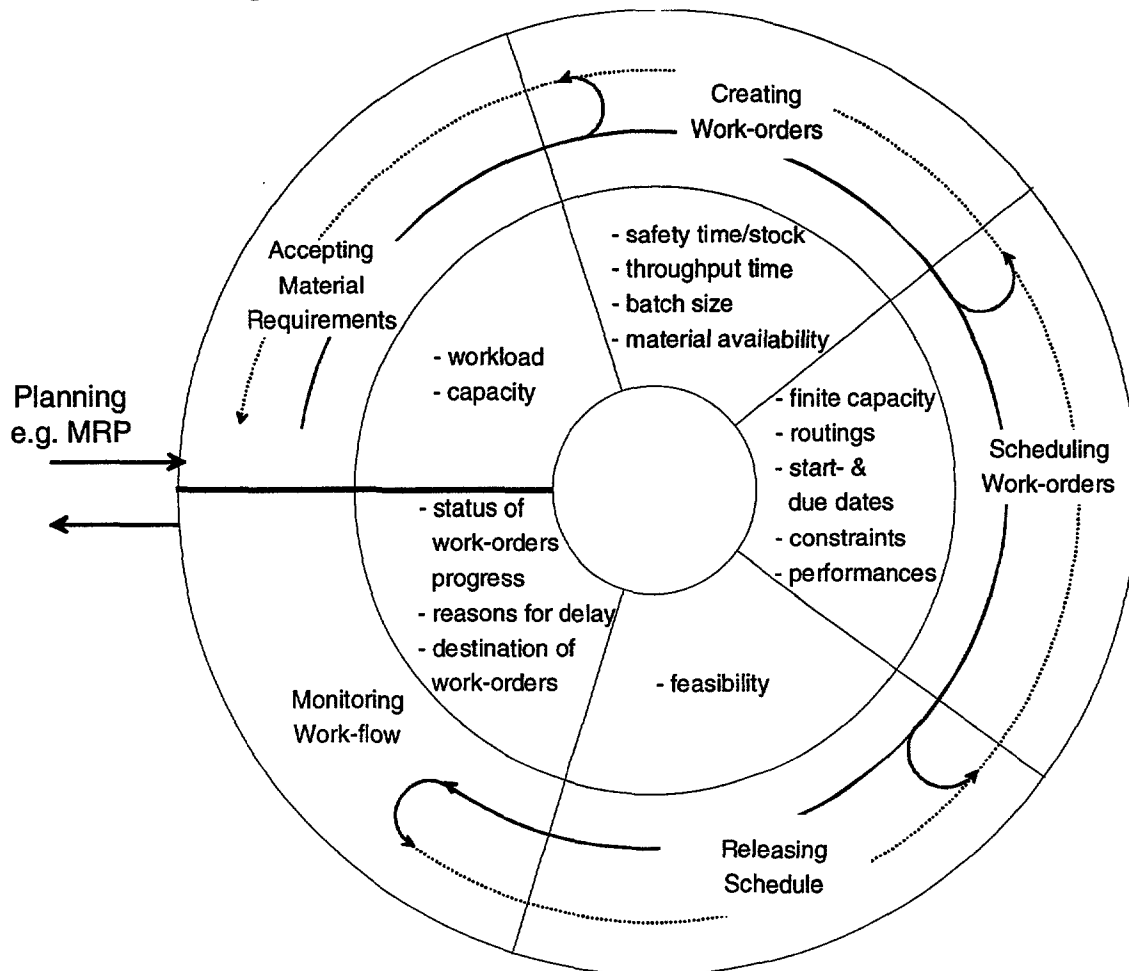 Creating
Work-orders
Accepting
Material
Requirements
- safety time/stock
- throughput time
- batch size
- material availability
- workload
- capacity
Planning
e.g. MRP
- finite capacity
- routings
- start- &
due dates
- constraints
- performances
Scheduling
Work-orders
- status of
work-orders
progress
- reasons for delay
- destination of
work-orders
- feasibility
Monitoring
Work-flow
Releasing
Schedule